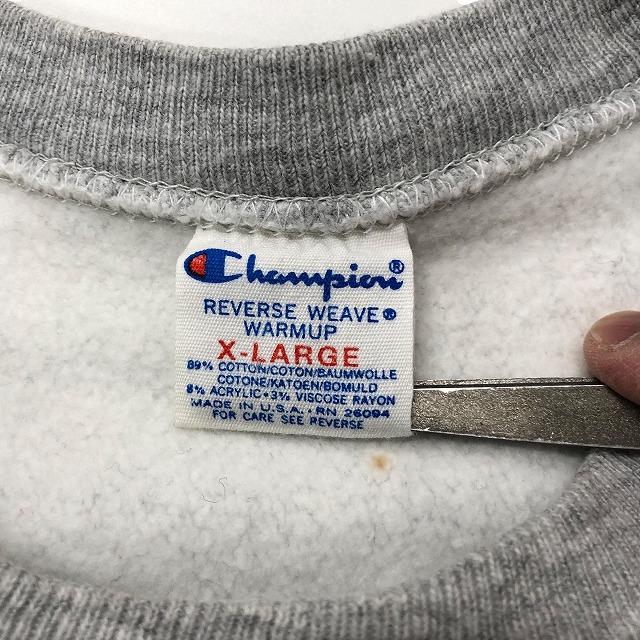 Champion®
REVERSE WEAVE®
WARMUP
X-LARGE
89% COTTON/COTON/BAUMWOLLE
COTONE/KATOEN/BOMULD
8% ACRYLIC • 3% VISCOSE RAYON
MADE IN U.S.A. • RN 26094
FOR CARE SEE REVERSE